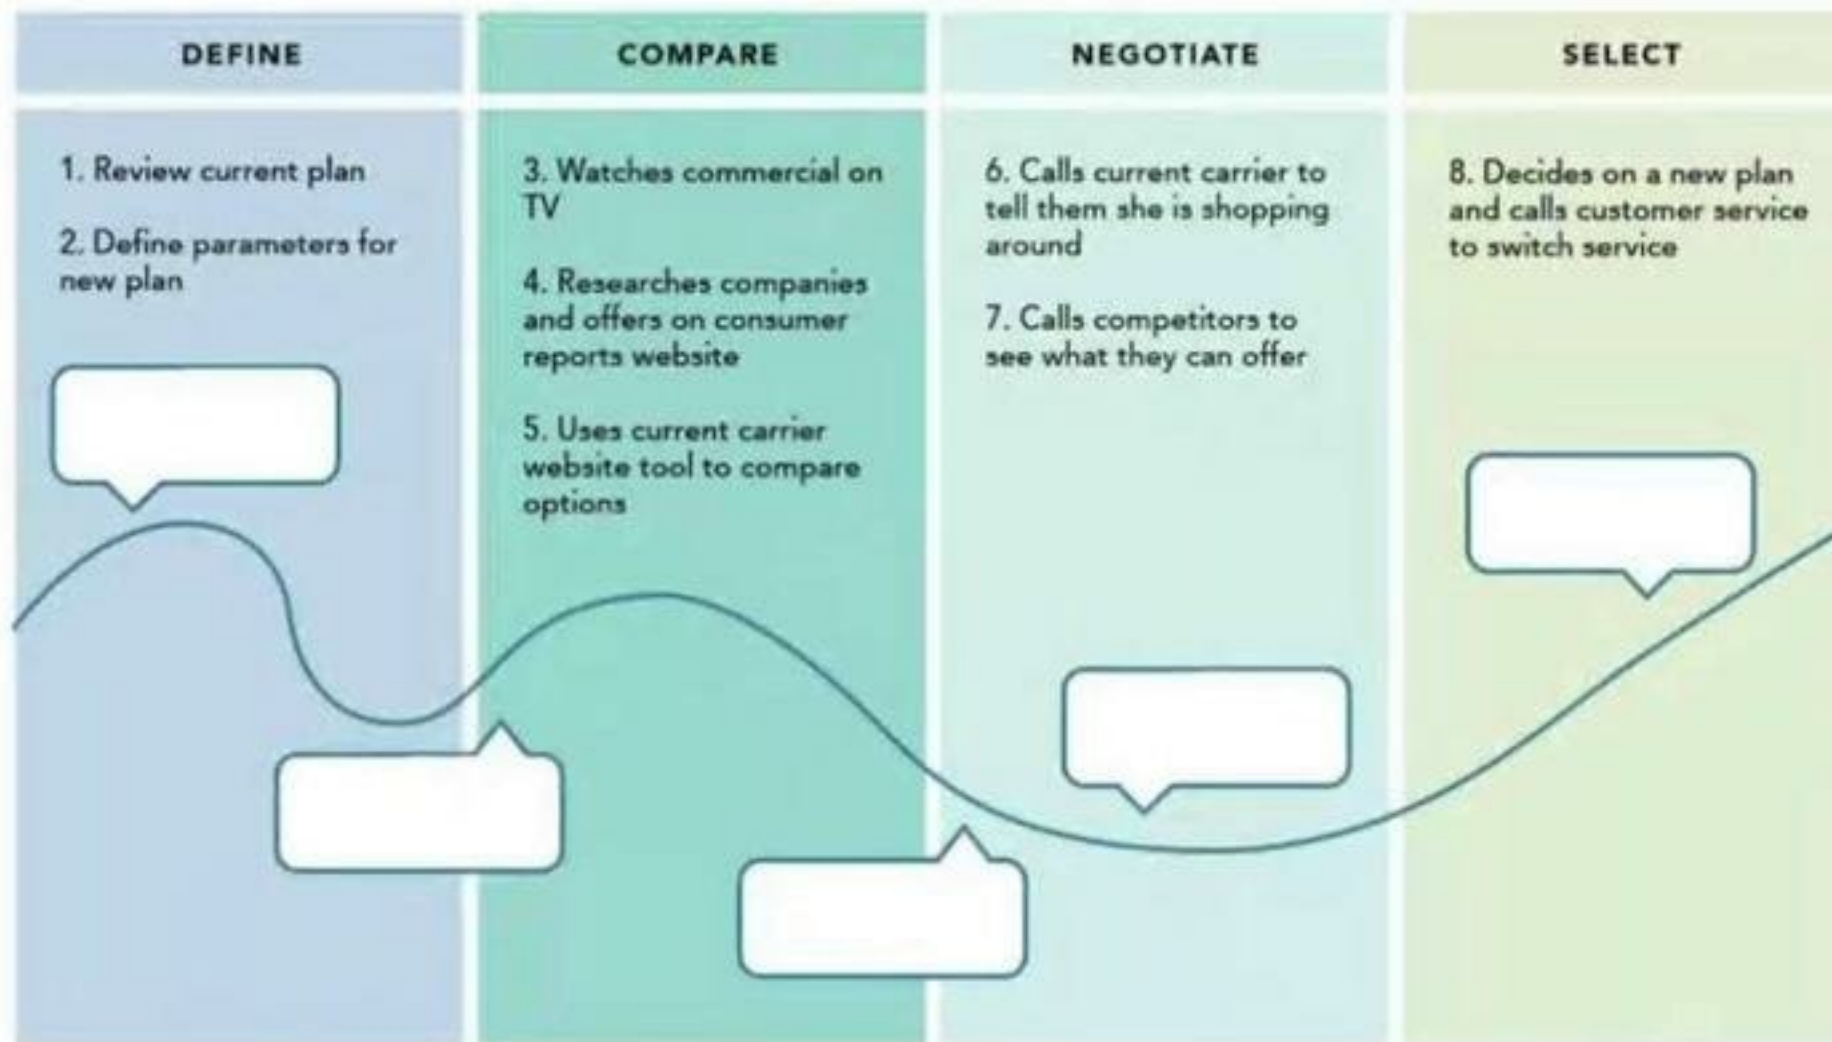 DEFINE
1. Review current plan
2. Define parameters for
new plan
COMPARE
3. Watches commercial on
TV
4. Researches companies
and offers on consumer
reports website
5. Uses current carrier
website tool to compare
options
NEGOTIATE
6. Calls current carrier to
tell them she is shopping
around
7. Calls competitors to
see what they can offer
SELECT
8. Decides on a new plan
and calls customer service
to switch service